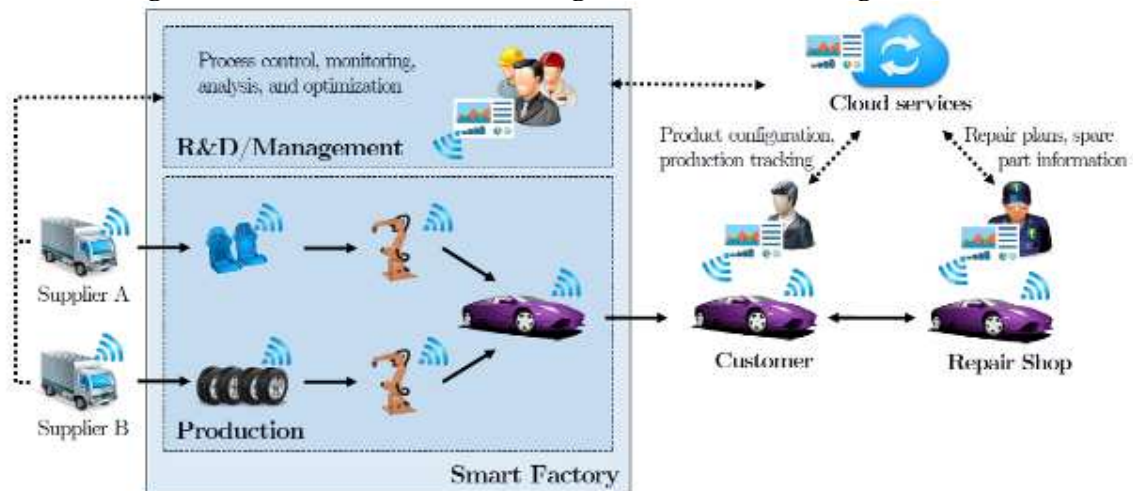 Process control, monitoring,
analysis, and optimization
R&D/Management
Cloud services
Product configuration,
production tracking
Repair plans, spare
part information
Supplier A
Supplier B
Production
Customer
Repair Shop
Smart Factory